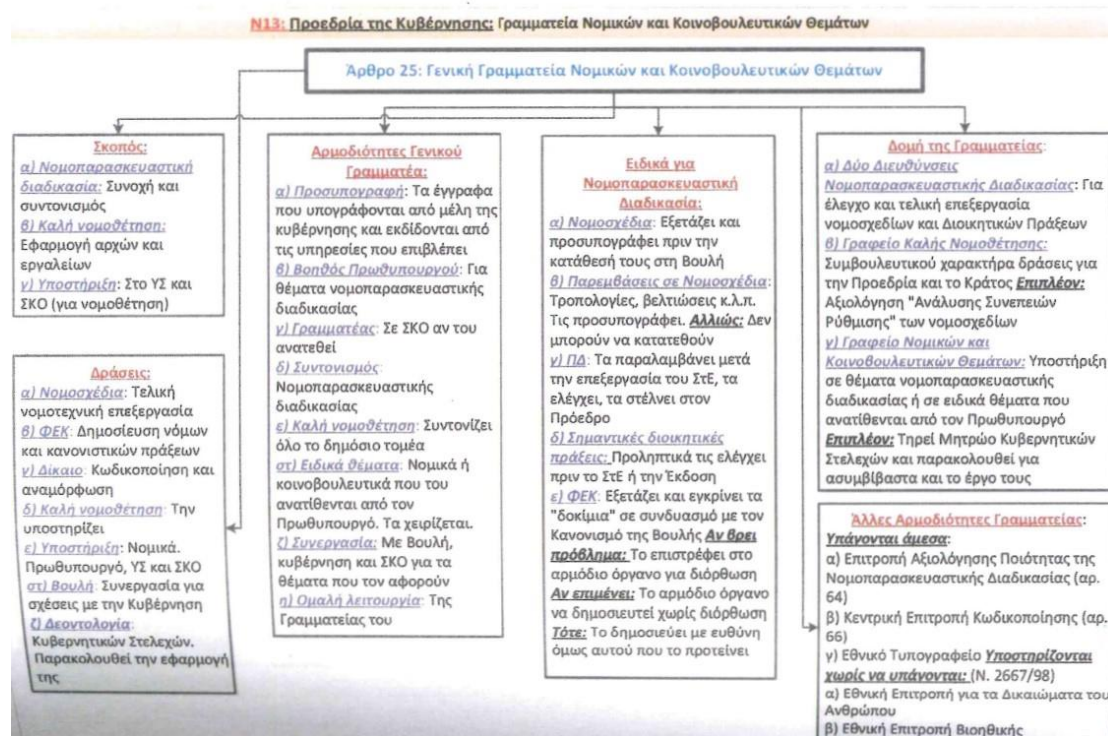 N13: Προεδρία της Κυβέρνησης: Γραμματεία Νομικών και Κοινοβουλευτικών Θεμάτων
Άρθρο 25: Γενική Γραμματεία Νομικών και Κοινοβουλευτικών Θεμάτων
Σκοπός:
α) Νομοπαρασκευαστική
διαδικασία: Συνοχή και
συντονισμός
β) Καλή νομοθέτηση:
Εφαρμογή αρχών και
εργαλείων
γ) Υποστήριξη: Στο ΥΣ και
ΣΚΟ (για νομοθέτηση)
Δράσεις:
α) Νομοσχέδια: Τελική
νομοτεχνική επεξεργασία
β) ΦΕΚ: Δημοσίευση νόμων
και κανονιστικών πράξεων
γ) Δίκαιο: Κωδικοποίηση και
αναμόρφωση
δ) Καλή νομοθέτηση: Την
υποστηρίζει
ε) Υποστήριξη: Νομικά.
Πρωθυπουργό, ΥΣ και ΣΚΟ
στ) Βουλή: Συνεργασία για
σχέσεις με την Κυβέρνηση
ζ) Δεοντολογία:
Κυβερνητικών Στελεχών.
Παρακολουθεί την εφαρμογή
της
Αρμοδιότητες Γενικού
Γραμματέα:
α) Προσυπογραφή: Τα έγγραφα
που υπογράφονται από μέλη της
κυβέρνησης και εκδίδονται από
τις υπηρεσίες που επιβλέπει
β) Βοηθός Πρωθυπουργού: Για
θέματα νομοπαρασκευαστικής
διαδικασίας
γ) Γραμματέας: Σε ΣΚΟ αν του
ανατεθεί
δ) Συντονισμός:
Νομοπαρασκευαστικής
διαδικασίας
ε) Καλή νομοθέτηση: Συντονίζει
όλο το δημόσιο τομέα
στ) Ειδικά θέματα: Νομικά ή
κοινοβουλευτικά που του
ανατίθενται από τον
Πρωθυπουργό. Τα χειρίζεται.
ζ) Συνεργασία: Με Βουλή,
κυβέρνηση και ΣΚΟ για τα
θέματα που τον αφορούν
η) Ομαλή λειτουργία: Της
Γραμματείας του
Ειδικά για
Νομοπαρασκευαστική
Διαδικασία:
α) Νομοσχέδια: Εξετάζει και
προσυπογράφει πριν την
κατάθεσή τους στη Βουλή
β) Παρεμβάσεις σε Νομοσχέδια:
Τροπολογίες, βελτιώσεις κ.λ.π.
Τις προσυπογράφει. Αλλιώς: Δεν
μπορούν να κατατεθούν
γ) ΠΔ: Τα παραλαμβάνει μετά
την επεξεργασία του ΣτΕ, τα
ελέγχει, τα στέλνει στον
Πρόεδρο
δ) Σημαντικές διοικητικές
πράξεις: Προληπτικά τις ελέγχει
πριν το ΣτΕ ή την Έκδοση
ε) ΦΕΚ: Εξετάζει και εγκρίνει τα
"δοκίμια" σε συνδυασμό με τον
Κανονισμό της Βουλής Αν βρει
πρόβλημα: Το επιστρέφει στο
αρμόδιο όργανο για διόρθωση
Αν επιμένει: Το αρμόδιο όργανο
να δημοσιευτεί χωρίς διόρθωση
Τότε: Το δημοσιεύει με ευθύνη
όμως αυτού που το προτείνει
Δομή της Γραμματείας:
α) Δύο Διευθύνσεις
Νομοπαρασκευαστικής Διαδικασίας: Για
έλεγχο και τελική επεξεργασία
νομοσχεδίων και Διοικητικών Πράξεων
β) Γραφείο Καλής Νομοθέτησης:
Συμβουλευτικού χαρακτήρα δράσεις για
την Προεδρία και το Κράτος Επιπλέον:
Αξιολόγηση "Ανάλυσης Συνεπειών
Ρύθμισης" των νομοσχεδίων
γ) Γραφείο Νομικών και
Κοινοβουλευτικών Θεμάτων: Υποστήριξη
σε θέματα νομοπαρασκευαστικής
διαδικασίας ή σε ειδικά θέματα που
ανατίθενται από τον Πρωθυπουργό
Επιπλέον: Τηρεί Μητρώο Κυβερνητικών
Στελεχών και παρακολουθεί για
ασυμβίβαστα και το έργο τους
Άλλες Αρμοδιότητες Γραμματείας:
Υπάγονται άμεσα:
α) Επιτροπή Αξιολόγησης Ποιότητας της
Νομοπαρασκευαστικής Διαδικασίας (αρ.
64)
β) Κεντρική Επιτροπή Κωδικοποίησης (αρ.
66)
γ) Εθνικό Τυπογραφείο Υποστηρίζονται
χωρίς να υπάγονται: (Ν. 2667/98)
α) Εθνική Επιτροπή για τα Δικαιώματα του
Ανθρώπου
β) Εθνική Επιτροπή Βιοηθικής